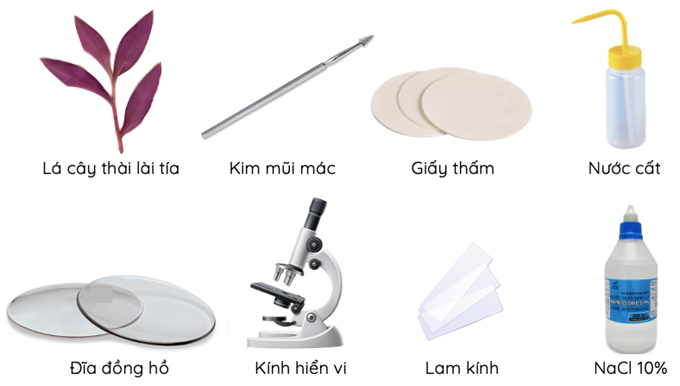 Lá cây thài lài tía
Kim mũi mác
Giấy thấm
Nước cất
Đĩa đồng hồ
Kính hiển vi
Lam kính
NaCl 10%